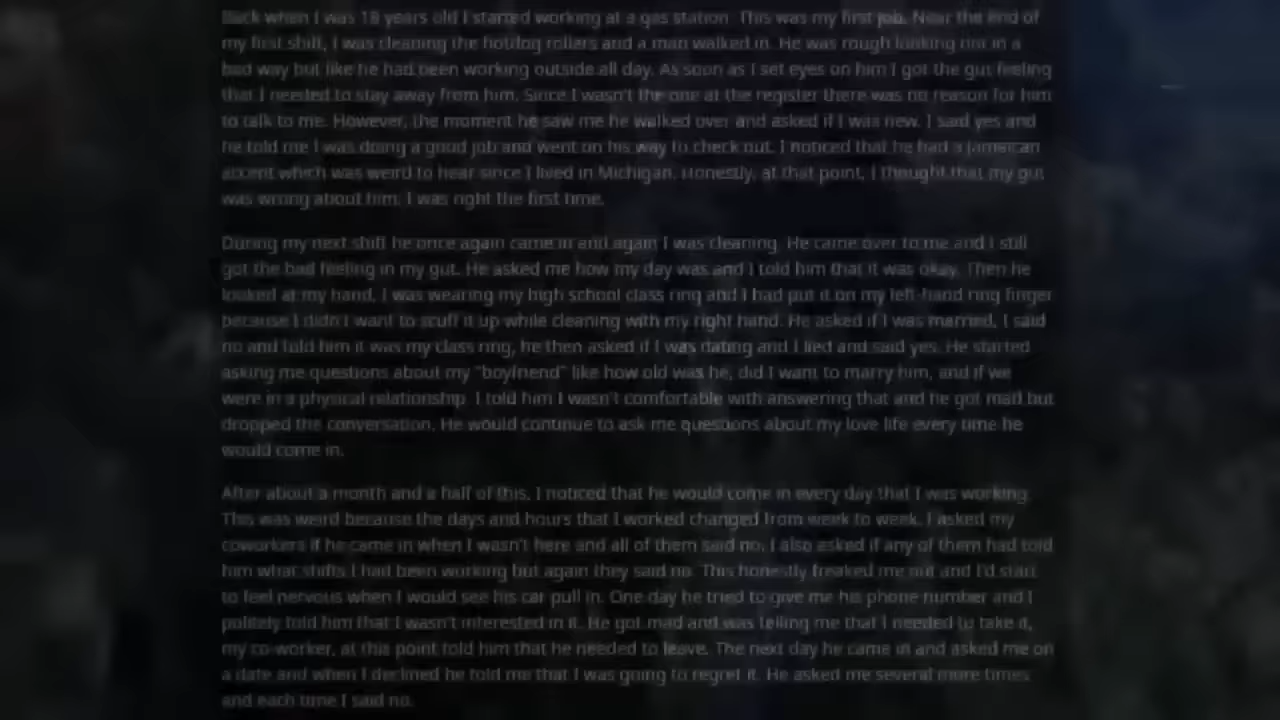 Back when I was 18 years old I started working at a gas station. This was my first job. Near the end of
my first shift, I was cleaning the hotdog rollers and a man walked in. He was rough looking not in a
bad way but like he had been working outside all day. As soon as I set eyes on him I got the gut feeling
that I needed to stay away from him. Since I wasn't the one at the register there was no reason for him
to talk to me. However, the moment he saw me he walked over and asked if I was new. I said yes and
he told me I was doing a good job and went on his way to check out. I noticed that he had a Jamaican
accent which was weird to hear since I lived in Michigan. Honestly, at that point, I thought that my gut
was wrong about him. I was right the first time.
During my next shift he once again came in and again I was cleaning. He came over to me and I still
got the bad feeling in my gut. He asked me how my day was and I told him that it was okay. Then he
looked at my hand, I was wearing my high school class ring and I had put it on my left-hand ring finger
because I didn't want to scuff it up while cleaning with my right hand. He asked if I was married, I said
no and told him it was my class ring, he then asked if I was dating and I lied and said yes. He started
asking me questions about my "boyfriend" like how old was he, did I want to marry him, and if we
were in a physical relationship. I told him I wasn't comfortable with answering that and he got mad but
dropped the conversation. He would continue to ask me questions about my love life every time he
would come in.
After about a month and a half of this, I noticed that he would come in every day that I was working.
This was weird because the days and hours that I worked changed from week to week. I asked my
coworkers if he came in when I wasn't here and all of them said no. I also asked if any of them had told
him what shifts I had been working but again they said no. This honestly freaked me out and I'd start
to feel nervous when I would see his car pull in. One day he tried to give me his phone number and I
politely told him that I wasn't interested in it. He got mad and was telling me that I needed to take it,
my co-worker, at this point told him that he needed to leave. The next day he came in and asked me on
a date and when I declined he told me that I was going to regret it. He asked me several more times
and each time I said no.